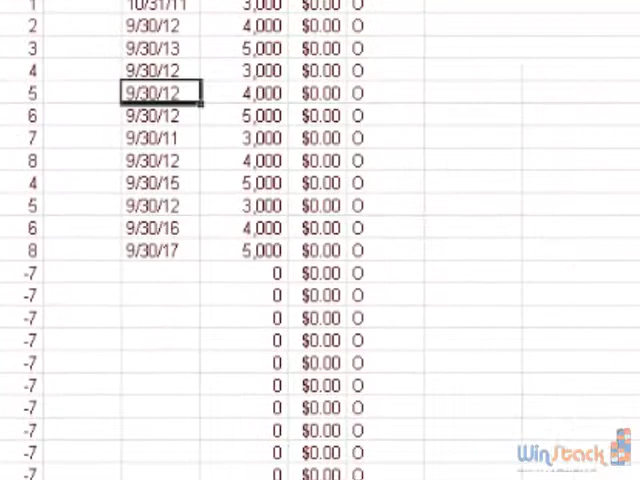 1 10/31/11 3,000 $0.00 O
2 9/30/12 4,000 $0.00 O
3 9/30/13 5,000 $0.00 O
4 9/30/12 3,000 $0.00 O
5 9/30/12 4,000 $0.00 O
6 9/30/12 5,000 $0.00 O
7 9/30/11 3,000 $0.00 O
8 9/30/12 4,000 $0.00 O
4 9/30/15 5,000 $0.00 O
5 9/30/12 3,000 $0.00 O
6 9/30/16 4,000 $0.00 O
8 9/30/17 5,000 $0.00 O
-7 0 $0.00 O
-7 0 $0.00 O
-7 0 $0.00 O
-7 0 $0.00 O
-7 0 $0.00 O
-7 0 $0.00 O
-7 0 $0.00 O
-7 0 $0.00 O
-7 0 $0.00 O
-7 0 $0.00 O
WinStack